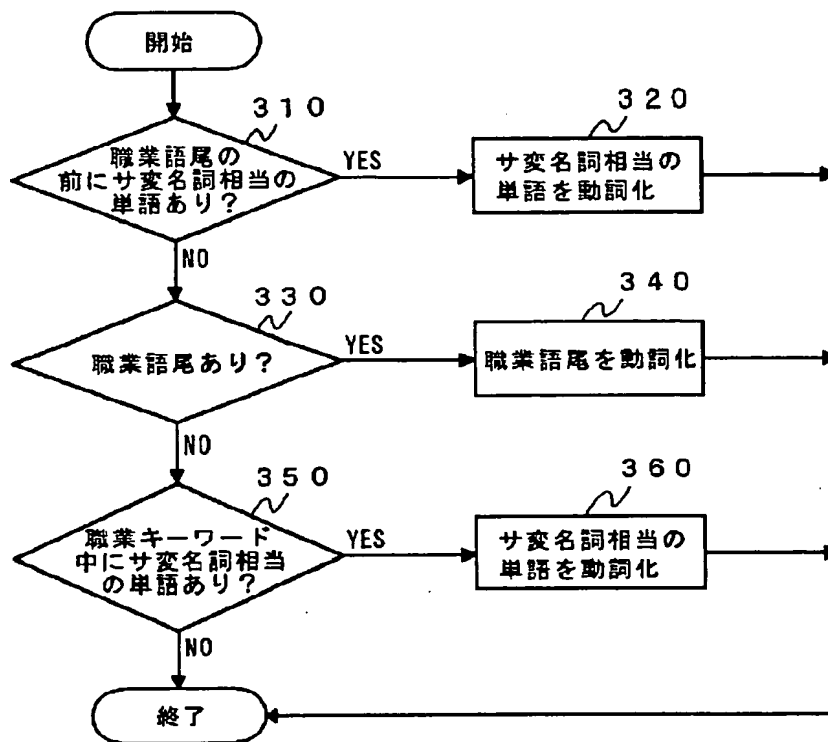 開始
310
職業語尾の
前にサ変名詞相当の
単語あり?
YES
320
サ変名詞相当の
単語を動詞化
NO
330
職業語尾あり?
YES
340
職業語尾を動詞化
NO
350
職業キーワード
中にサ変名詞相当
の単語あり?
YES
360
サ変名詞相当の
単語を動詞化
NO
終了